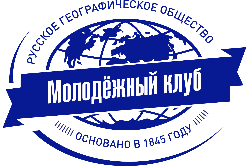 РУССКОЕ ГЕОГРАФИЧЕСКОЕ ОБЩЕСТВО
Молодёжный клуб
ОСНОВАНО В 1845 ГОДУ